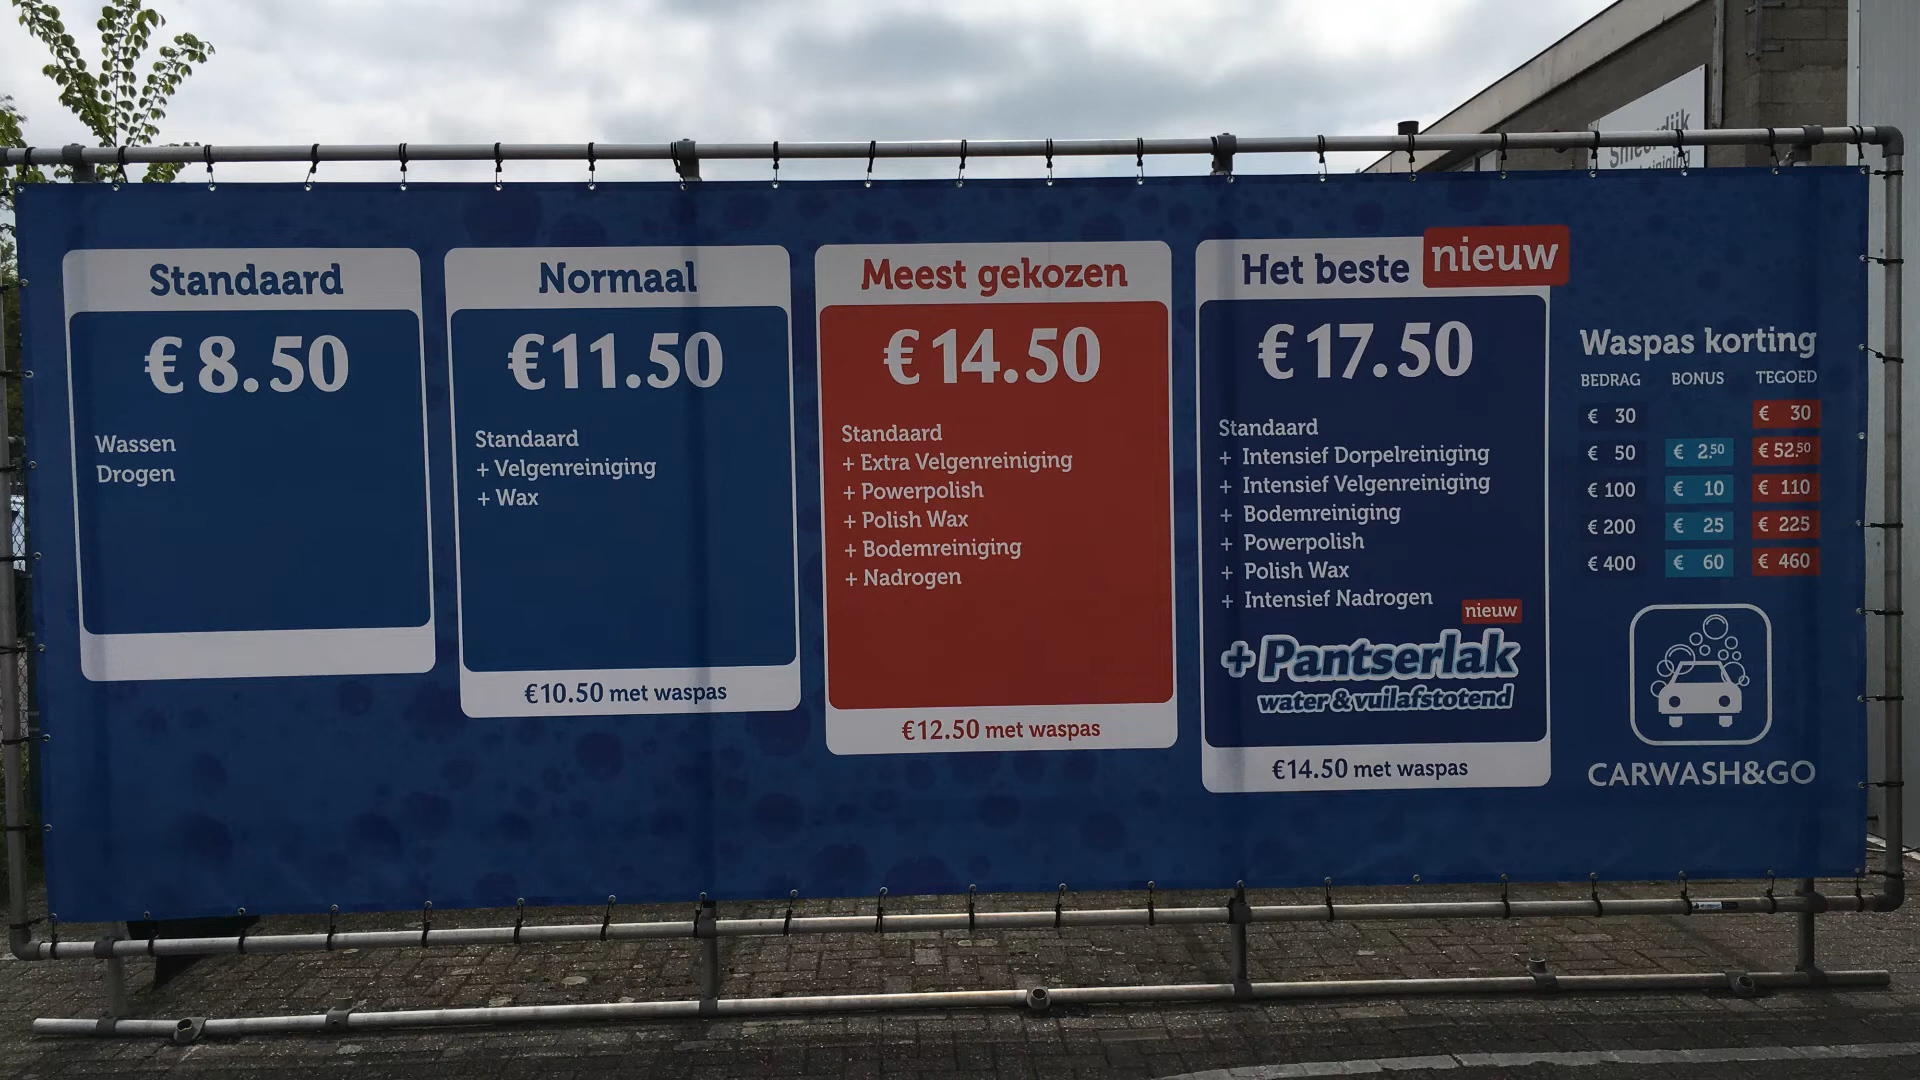 Standaard
€ 8.50
Wassen
Drogen
Normaal
€ 11.50
Standaard
+ Velgenreiniging
+ Wax
€10.50 met waspas
Meest gekozen
€ 14.50
Standaard
+ Extra Velgenreiniging
+ Powerpolish
+ Polish Wax
+ Bodemreiniging
+ Nadrogen
€12.50 met waspas
Het beste nieuw
€ 17.50
Standaard
+ Intensief Dorpelreiniging
+ Intensief Velgenreiniging
+ Bodemreiniging
+ Powerpolish
+ Polish Wax
+ Intensief Nadrogen
nieuw
+ Pantserlak
water & vuilafstotend
€14.50 met waspas
Waspas korting
BEDRAG BONUS TEGOED
€ 30 € 30
€ 50 € 2.50 € 52.50
€ 100 € 10 € 110
€ 200 € 25 € 225
€ 400 € 60 € 460
CARWASH&GO